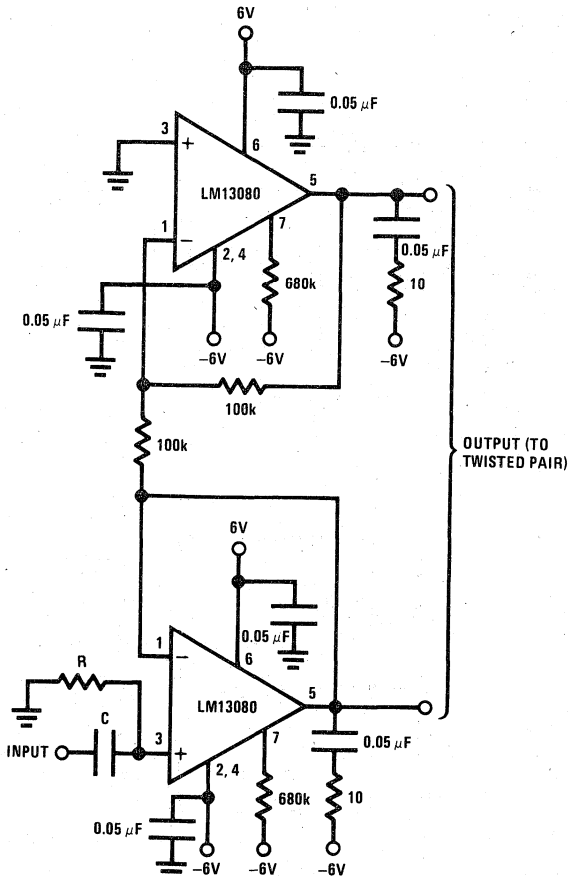 6V
0.05 μF
3
+
6
LM13080
5
1
−
7
2, 4
0.05 μF
680k
10
0.05 μF
−6V
−6V
−6V
100k
100k
OUTPUT (TO
TWISTED PAIR)
6V
0.05 μF
1
−
6
R
LM13080
5
C
3
+
7
INPUT
2, 4
0.05 μF
680k
10
0.05 μF
−6V
−6V
−6V